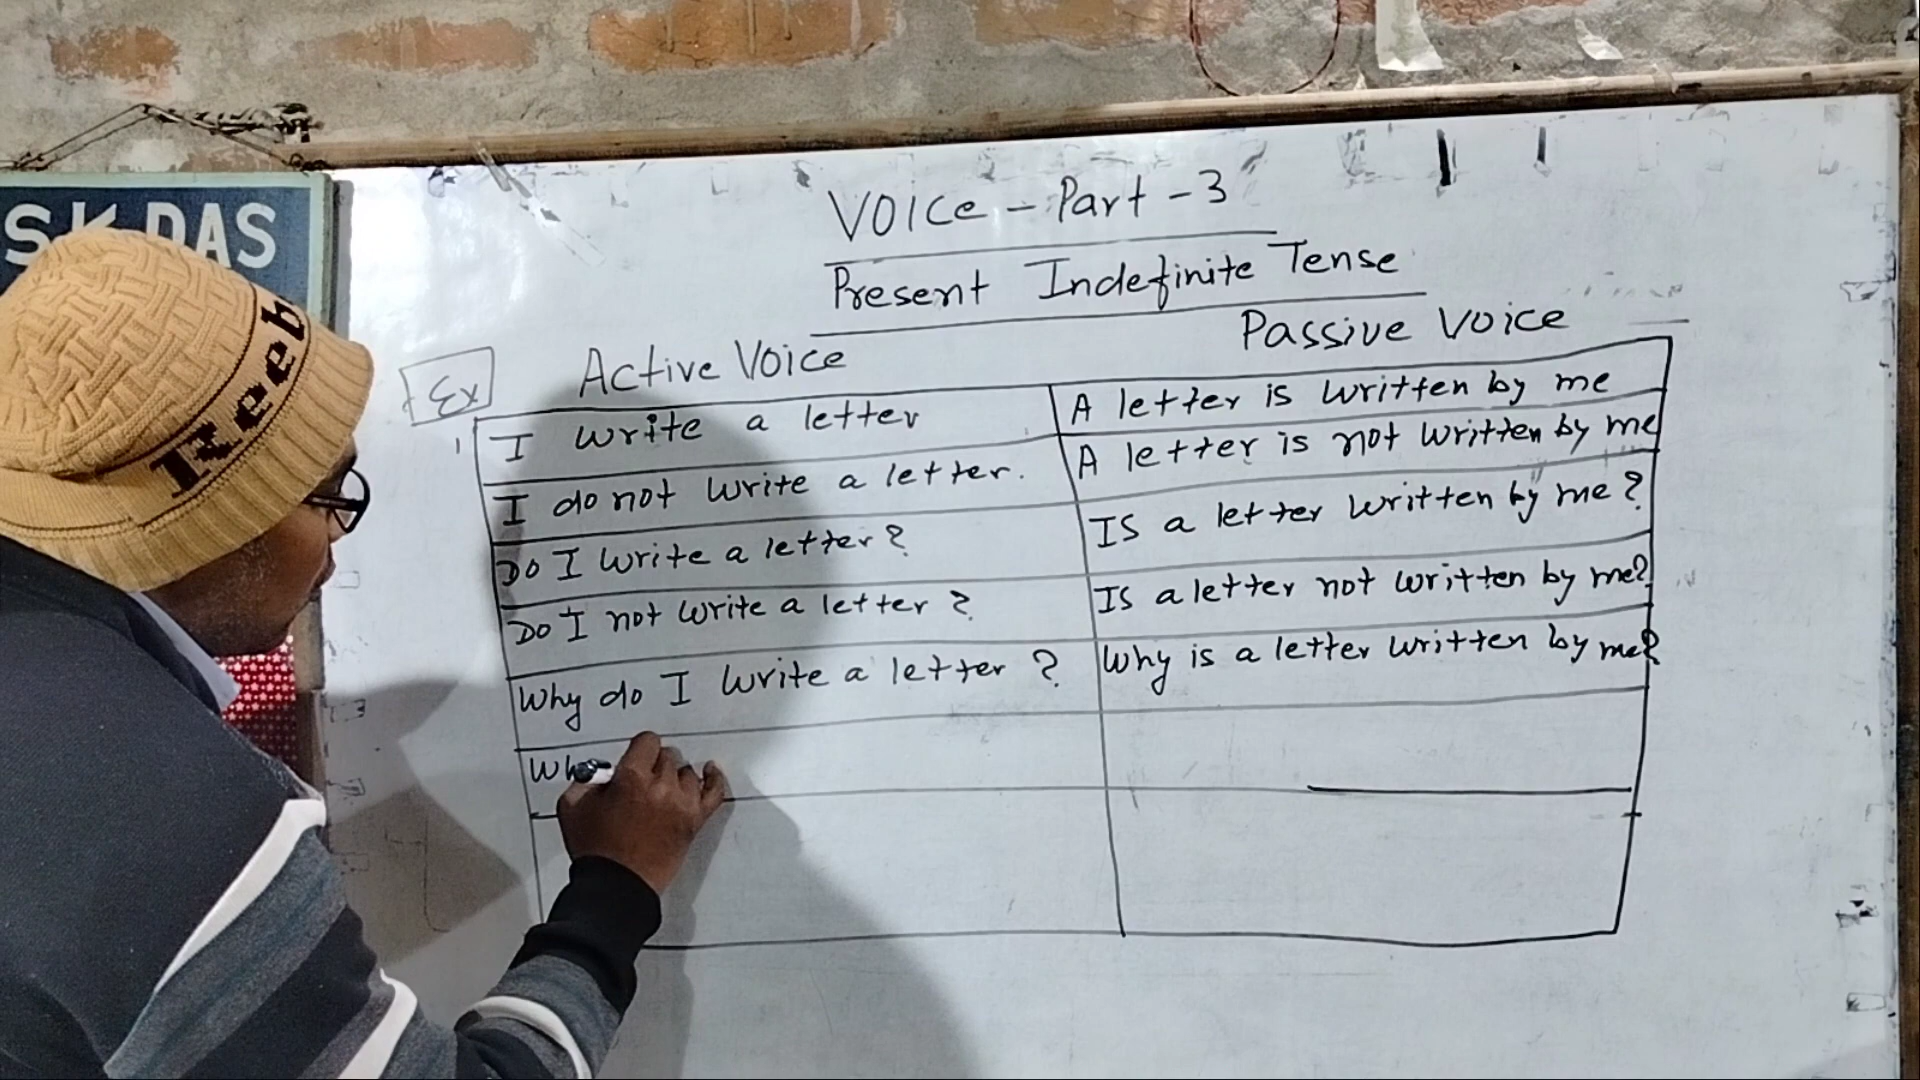 SK DAS
Reeb
VOICe - Part - 3
Present Indefinite Tense
Active Voice
Passive Voice
Ex
1
I write a letter
A letter is written by me
I do not write a letter.
A letter is not written by me
Do I write a letter?
Is a letter written by me?
Do I not write a letter?
Is a letter not written by me?
Why do I write a letter?
Why is a letter written by me?
Wh